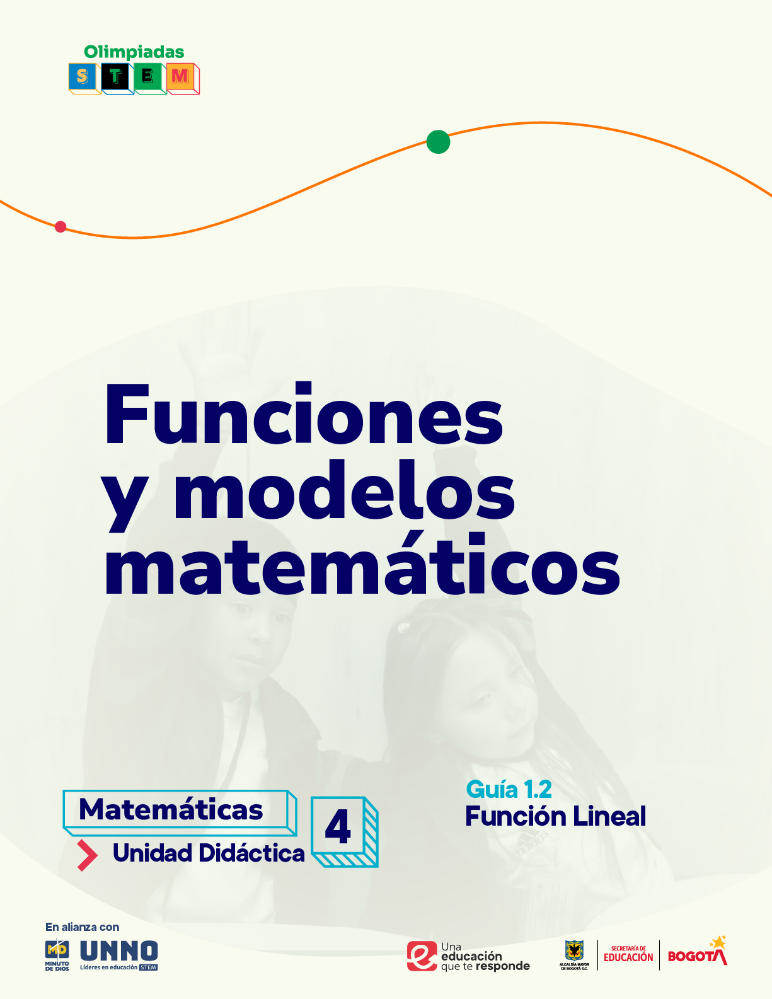 Olimpiadas
STEM
Funciones
y modelos
matemáticos
Guía 1.2
Función Lineal
Matemáticas
4
Unidad Didáctica
En alianza con
MD
MINUTO
DE DIOS
UNNO
Líderes en educación STEM
e
Una
educación
que te responde
ALCALDÍA MAYOR
DE BOGOTÁ D.C.
SECRETARÍA DE
EDUCACIÓN
BOGOTÁ
adidas